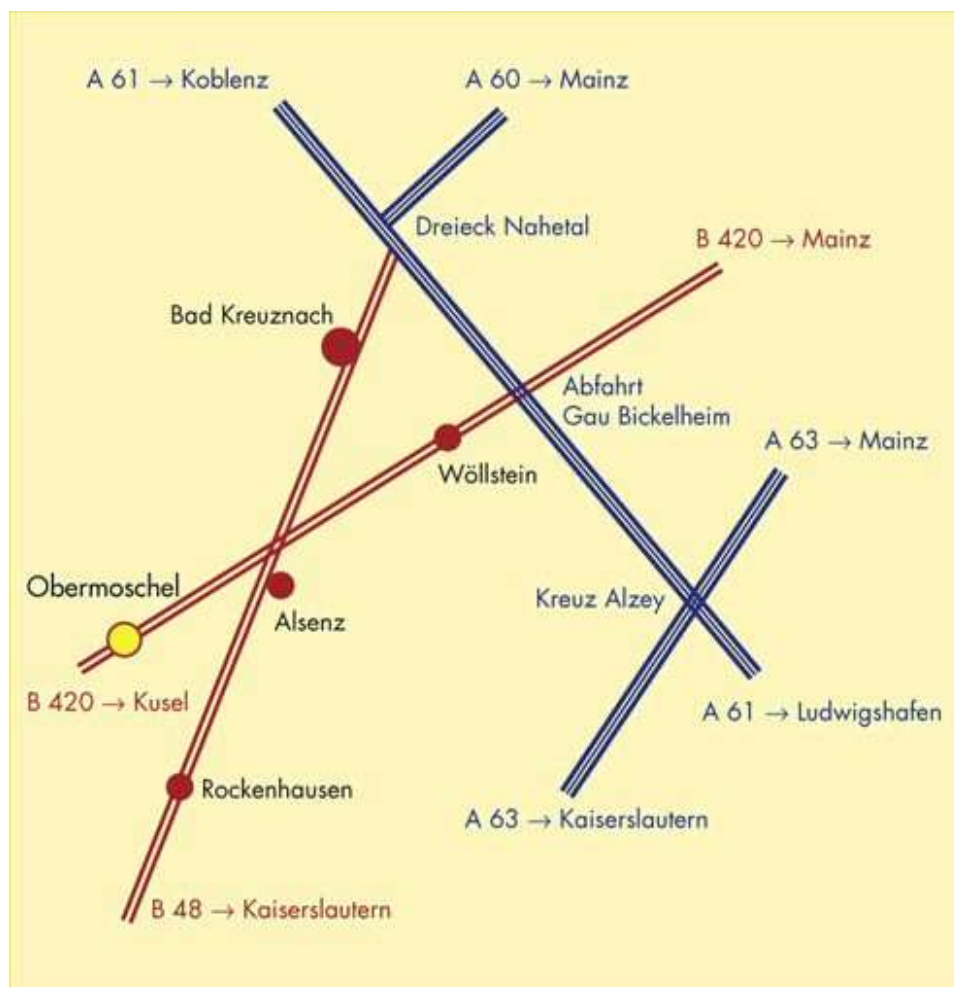 A 61 → Koblenz
A 60 → Mainz
Dreieck Nahetal
B 420 → Mainz
Bad Kreuznach
Abfahrt
Gau Bickelheim
A 63 → Mainz
Wöllstein
Obermoschel
Kreuz Alzey
Alsenz
B 420 → Kusel
A 61 → Ludwigshafen
Rockenhausen
A 63 → Kaiserslautern
B 48 → Kaiserslautern